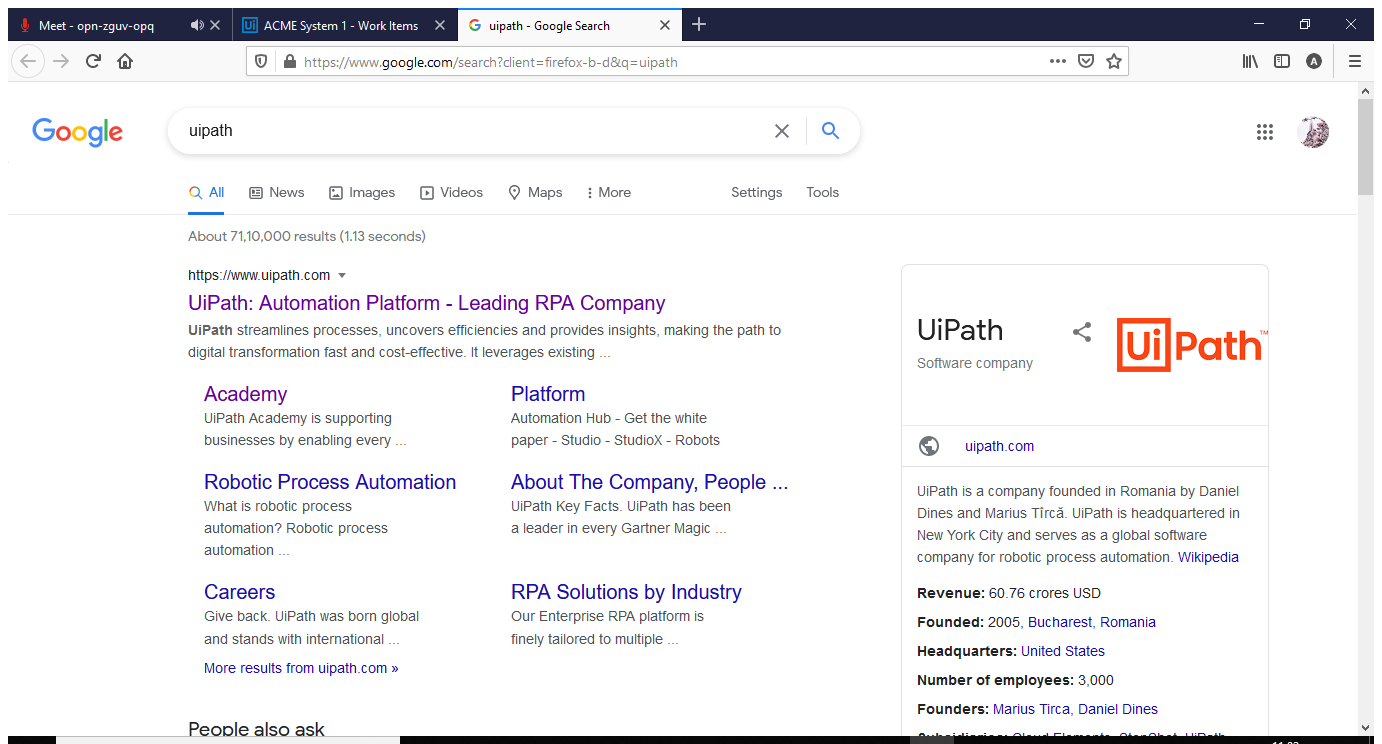 Meet - opn-zguv-opq
ACME System 1 - Work Items
uipath - Google Search
https://www.google.com/search?client=firefox-b-d&q=uipath
A
Google
uipath
All
News
Images
Videos
Maps
More
Settings
Tools
About 71,10,000 results (1.13 seconds)
https://www.uipath.com
UiPath: Automation Platform - Leading RPA Company
UiPath streamlines processes, uncovers efficiencies and provides insights, making the path to
digital transformation fast and cost-effective. It leverages existing ...
Academy
UiPath Academy is supporting
businesses by enabling every ...
Platform
Automation Hub - Get the white
paper - Studio - StudioX - Robots
Robotic Process Automation
What is robotic process
automation? Robotic process
automation ...
About The Company, People ...
UiPath Key Facts. UiPath has been
a leader in every Gartner Magic ...
Careers
Give back. UiPath was born global
and stands with international ...
RPA Solutions by Industry
Our Enterprise RPA platform is
finely tailored to multiple ...
More results from uipath.com »
People also ask
UiPath
Software company
UiPath™
uipath.com
UiPath is a company founded in Romania by Daniel
Dines and Marius Tîrcă. UiPath is headquartered in
New York City and serves as a global software
company for robotic process automation. Wikipedia
Revenue: 60.76 crores USD
Founded: 2005, Bucharest, Romania
Headquarters: United States
Number of employees: 3,000
Founders: Marius Tirca, Daniel Dines
Subsidiaries: Cloud Elements, StepShot, UiPath